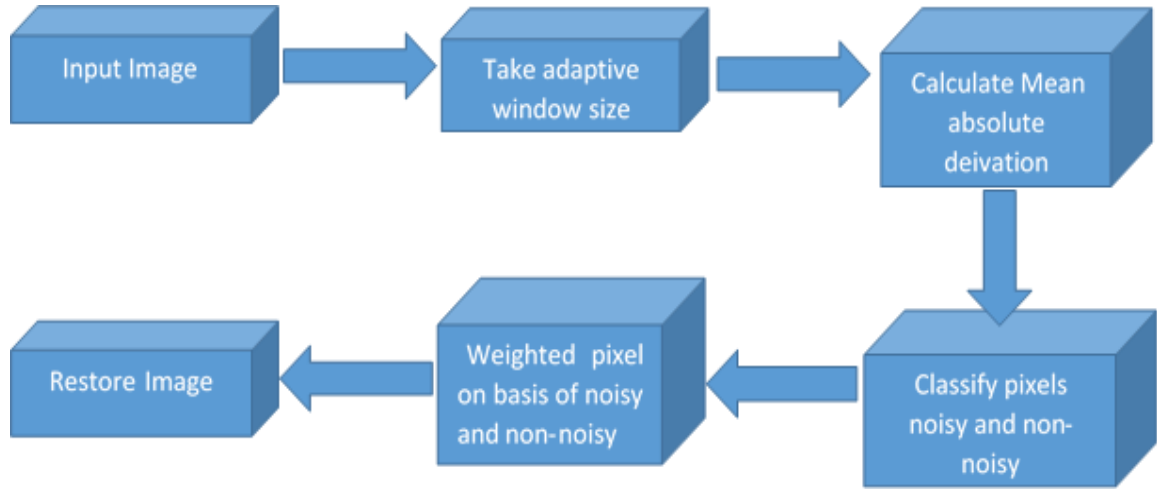 Input Image
Take adaptive
window size
Calculate Mean
absolute
deivation
Classify pixels
noisy and non-
noisy
Weighted pixel
on basis of noisy
and non-noisy
Restore Image